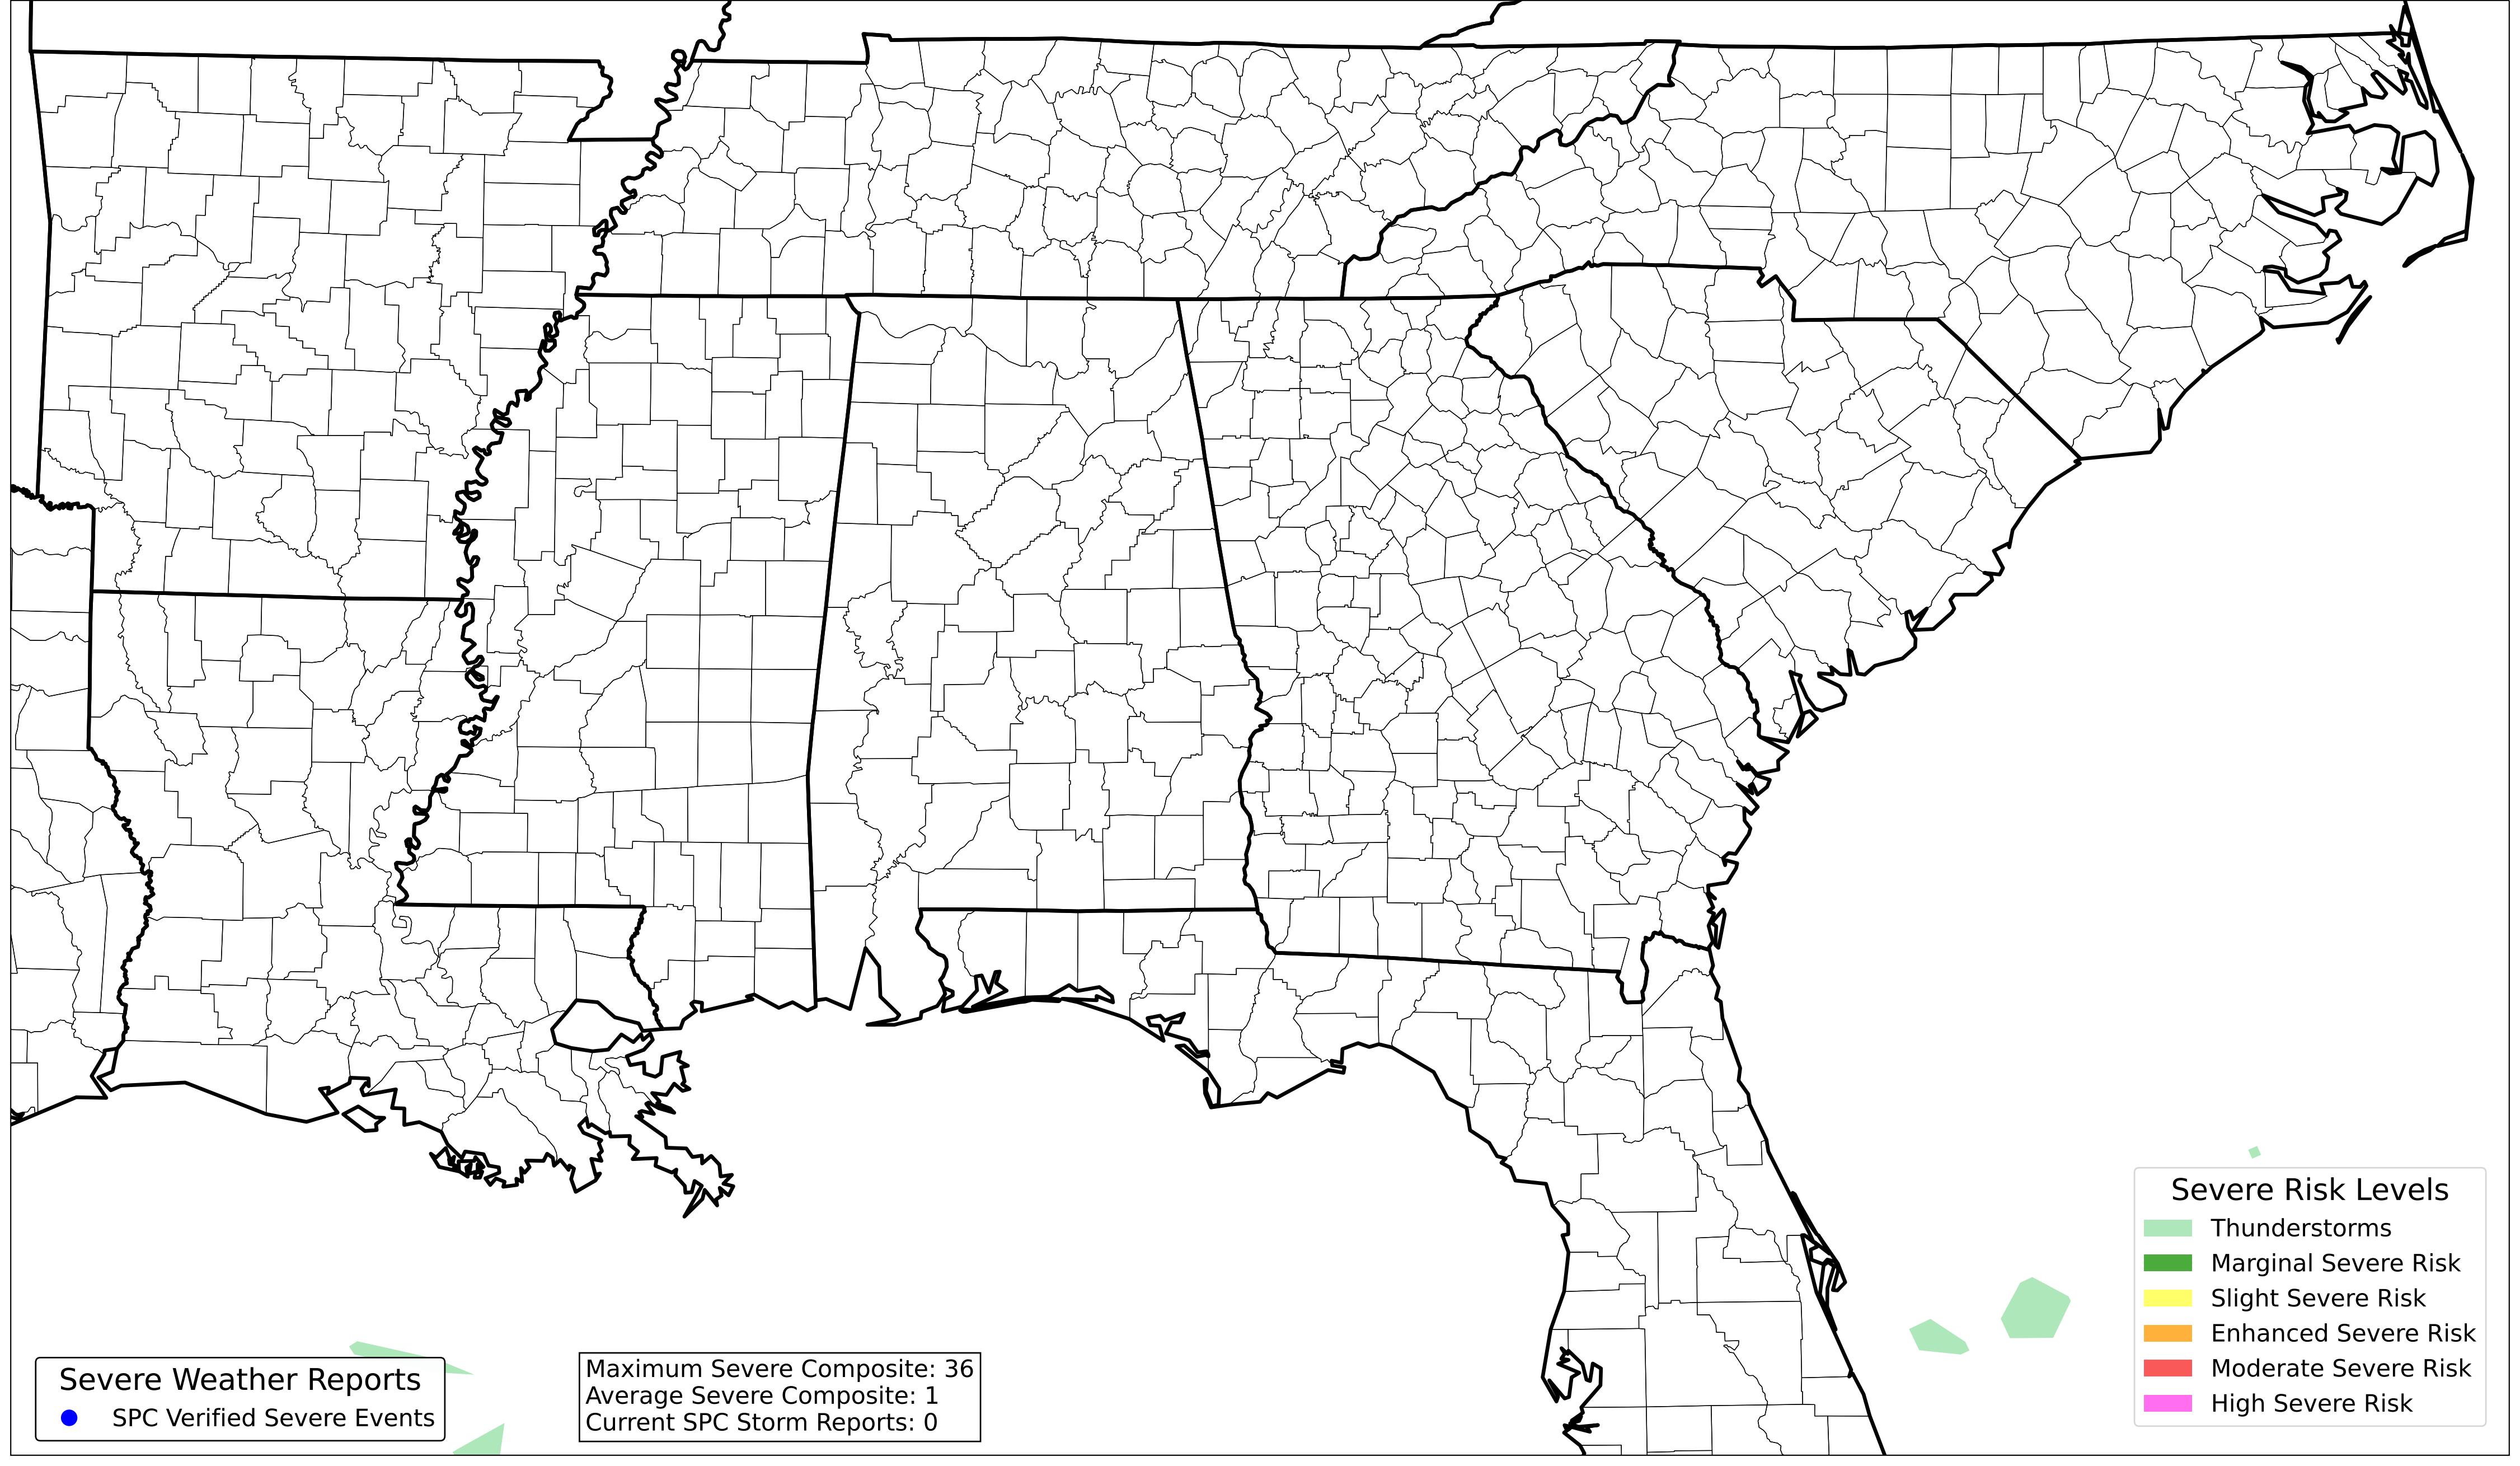 Severe Risk Levels
Thunderstorms
Marginal Severe Risk
Slight Severe Risk
Enhanced Severe Risk
Moderate Severe Risk
High Severe Risk
Severe Weather Reports
SPC Verified Severe Events
Maximum Severe Composite: 36
Average Severe Composite: 1
Current SPC Storm Reports: 0